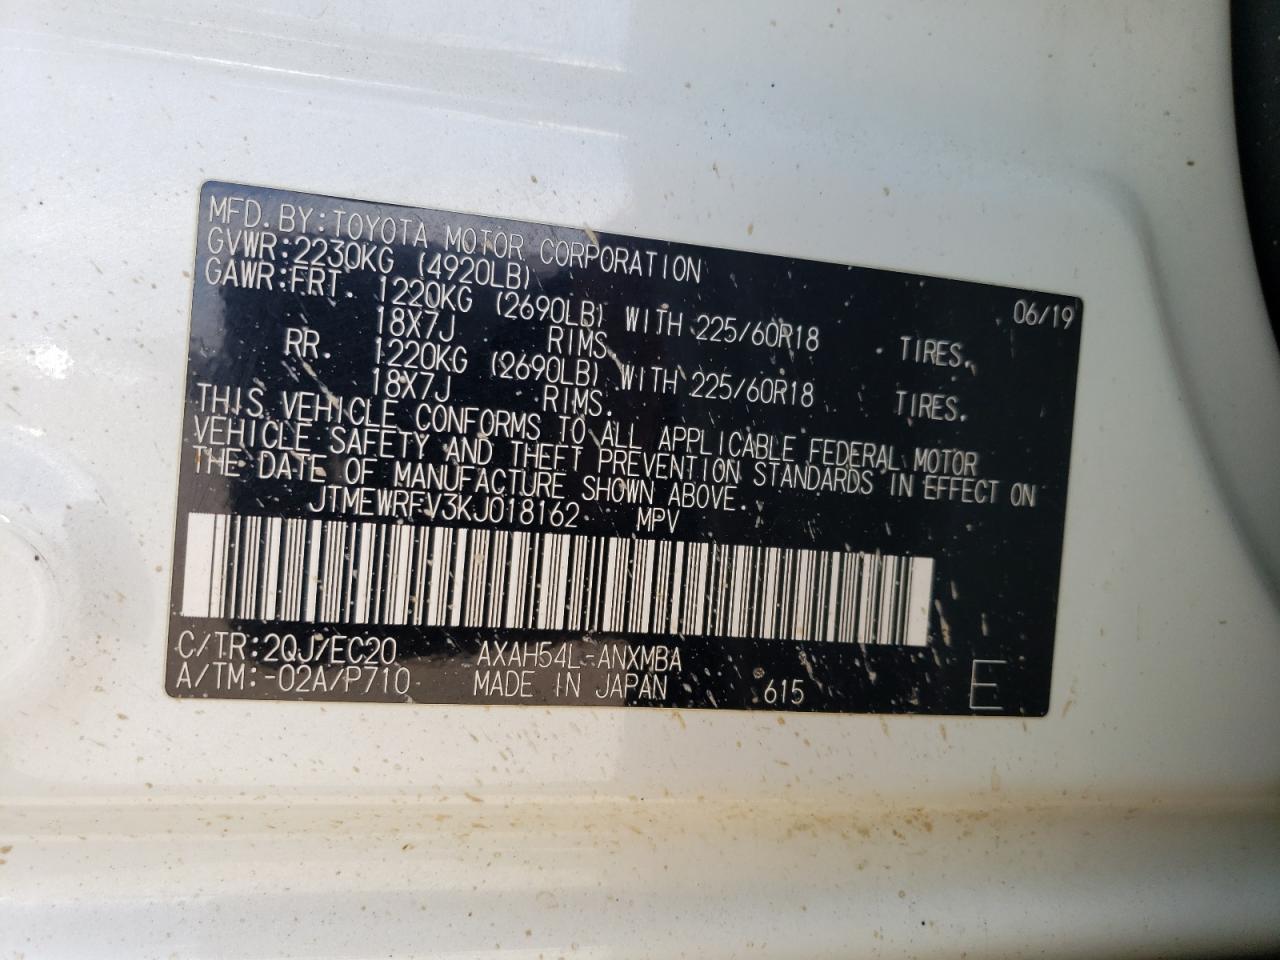 MFD. BY: TOYOTA MOTOR CORPORATION 06/19
GVWR: 2230KG (4920LB)
GAWR: FRT. 1220KG (2690LB) WITH 225/60R18 TIRES,
18X7J RIMS,
RR. 1220KG (2690LB) WITH 225/60R18 TIRES,
18X7J RIMS.
THIS VEHICLE CONFORMS TO ALL APPLICABLE FEDERAL MOTOR
VEHICLE SAFETY AND THEFT PREVENTION STANDARDS IN EFFECT ON
THE DATE OF MANUFACTURE SHOWN ABOVE.
JTMEWRFV3KJ018162 MPV
C/TR: 2QJ/EC20 AXAH54L-ANXMBA
A/TM: -02A/P710 MADE IN JAPAN 615 E